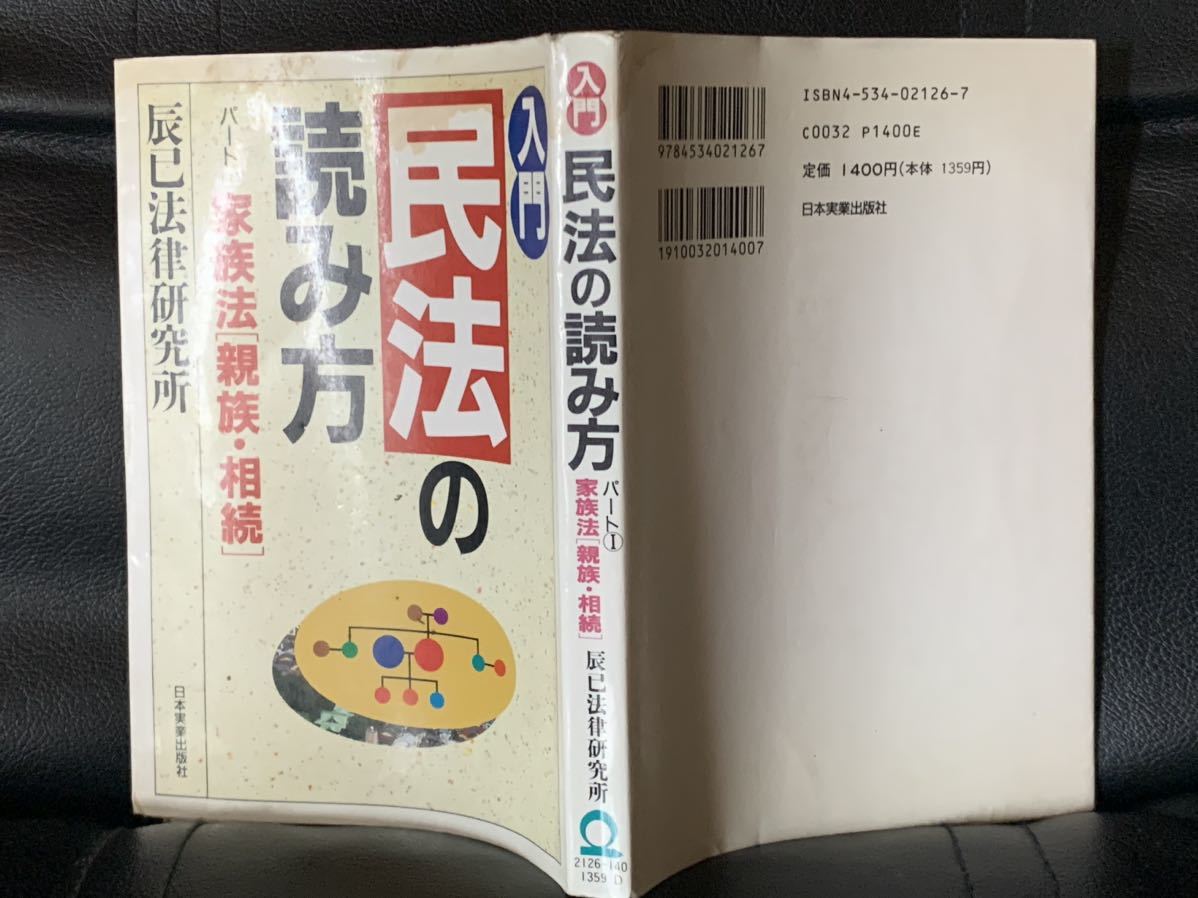 入門
民法の
読み方
パートⅠ
家族法[親族・相続]
辰已法律研究所
日本実業出版社
入門
民法の読み方
パートⅠ
家族法[親族・相続]
辰已法律研究所
2126-140
1359 D
ISBN4-534-02126-7
C0032 P1400E
定価 1400円(本体 1359円)
日本実業出版社
9784534021267
1910032014007